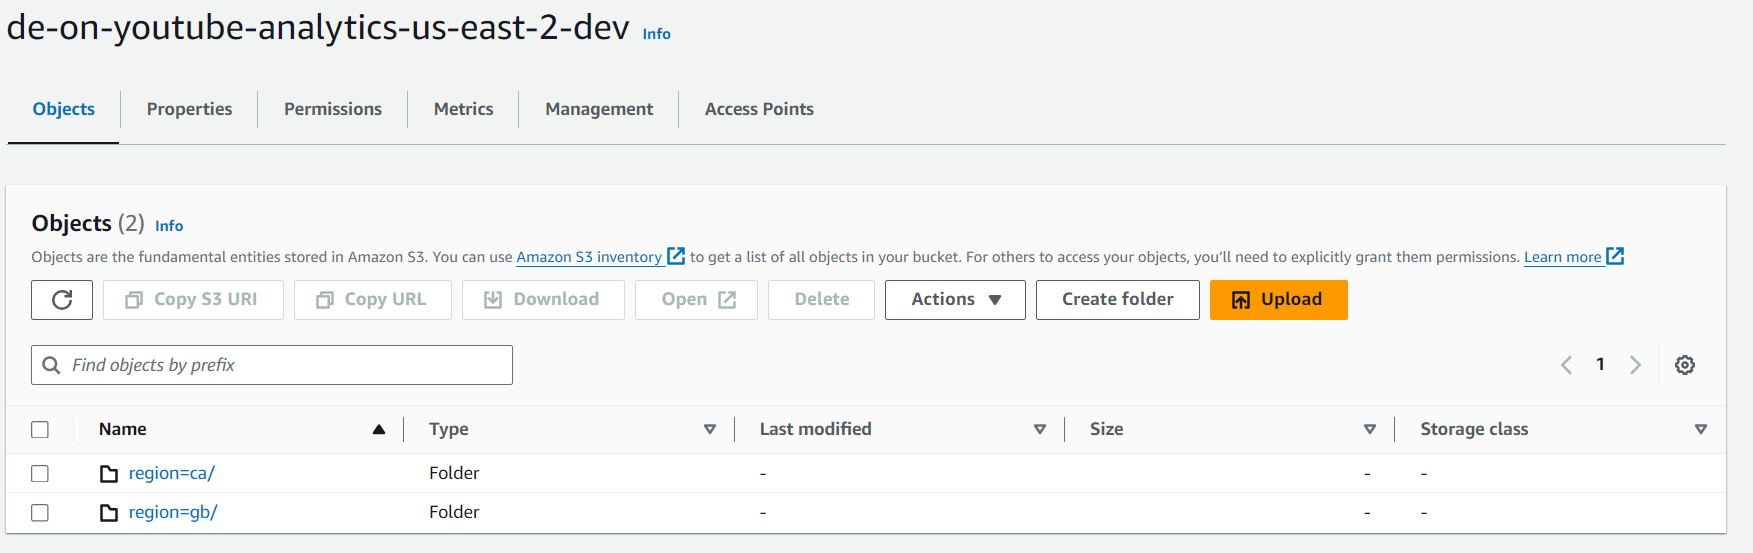 de-on-youtube-analytics-us-east-2-dev Info
Objects Properties Permissions Metrics Management Access Points
Objects (2) Info
Objects are the fundamental entities stored in Amazon S3. You can use Amazon S3 inventory to get a list of all objects in your bucket. For others to access your objects, you'll need to explicitly grant them permissions. Learn more
Copy S3 URI Copy URL Download Open Delete Actions Create folder Upload
Find objects by prefix 1
Name Type Last modified Size Storage class
region=ca/ Folder - - -
region=gb/ Folder - - -